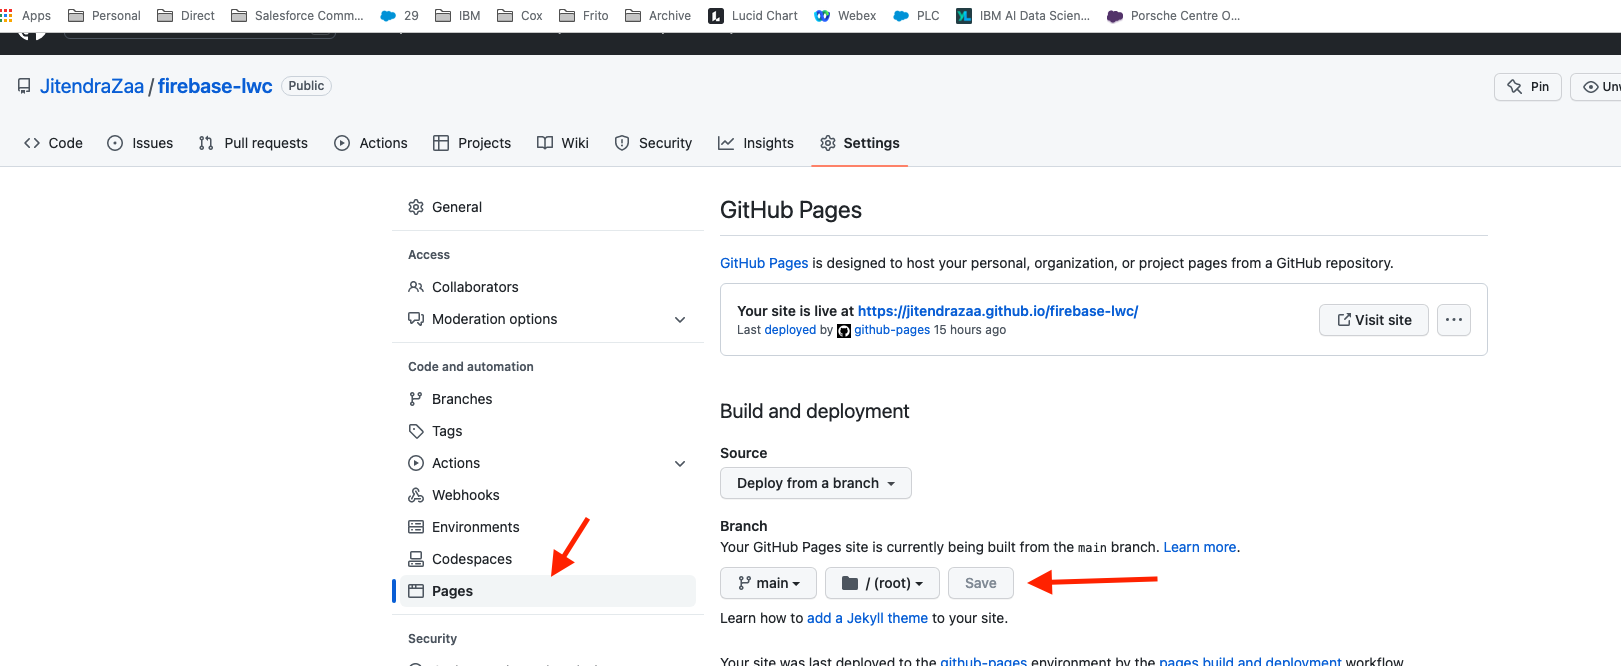 Apps Personal Direct Salesforce Comm... 29 IBM Cox Frito Archive Lucid Chart Webex PLC IBM AI Data Scien... Porsche Centre O...
JitendraZaa / firebase-lwc Public Pin
Code Issues Pull requests Actions Projects Wiki Security Insights Settings
General
Access
Collaborators
Moderation options
Code and automation
Branches
Tags
Actions
Webhooks
Environments
Codespaces
Pages
Security
GitHub Pages
GitHub Pages is designed to host your personal, organization, or project pages from a GitHub repository.
Your site is live at https://jitendrazaa.github.io/firebase-lwc/
Last deployed by github-pages 15 hours ago
Visit site
Build and deployment
Source
Deploy from a branch
Branch
Your GitHub Pages site is currently being built from the main branch. Learn more.
main / (root) Save
Learn how to add a Jekyll theme to your site.
Your site was last deployed to the github-pages environment by the pages build and deployment workflow